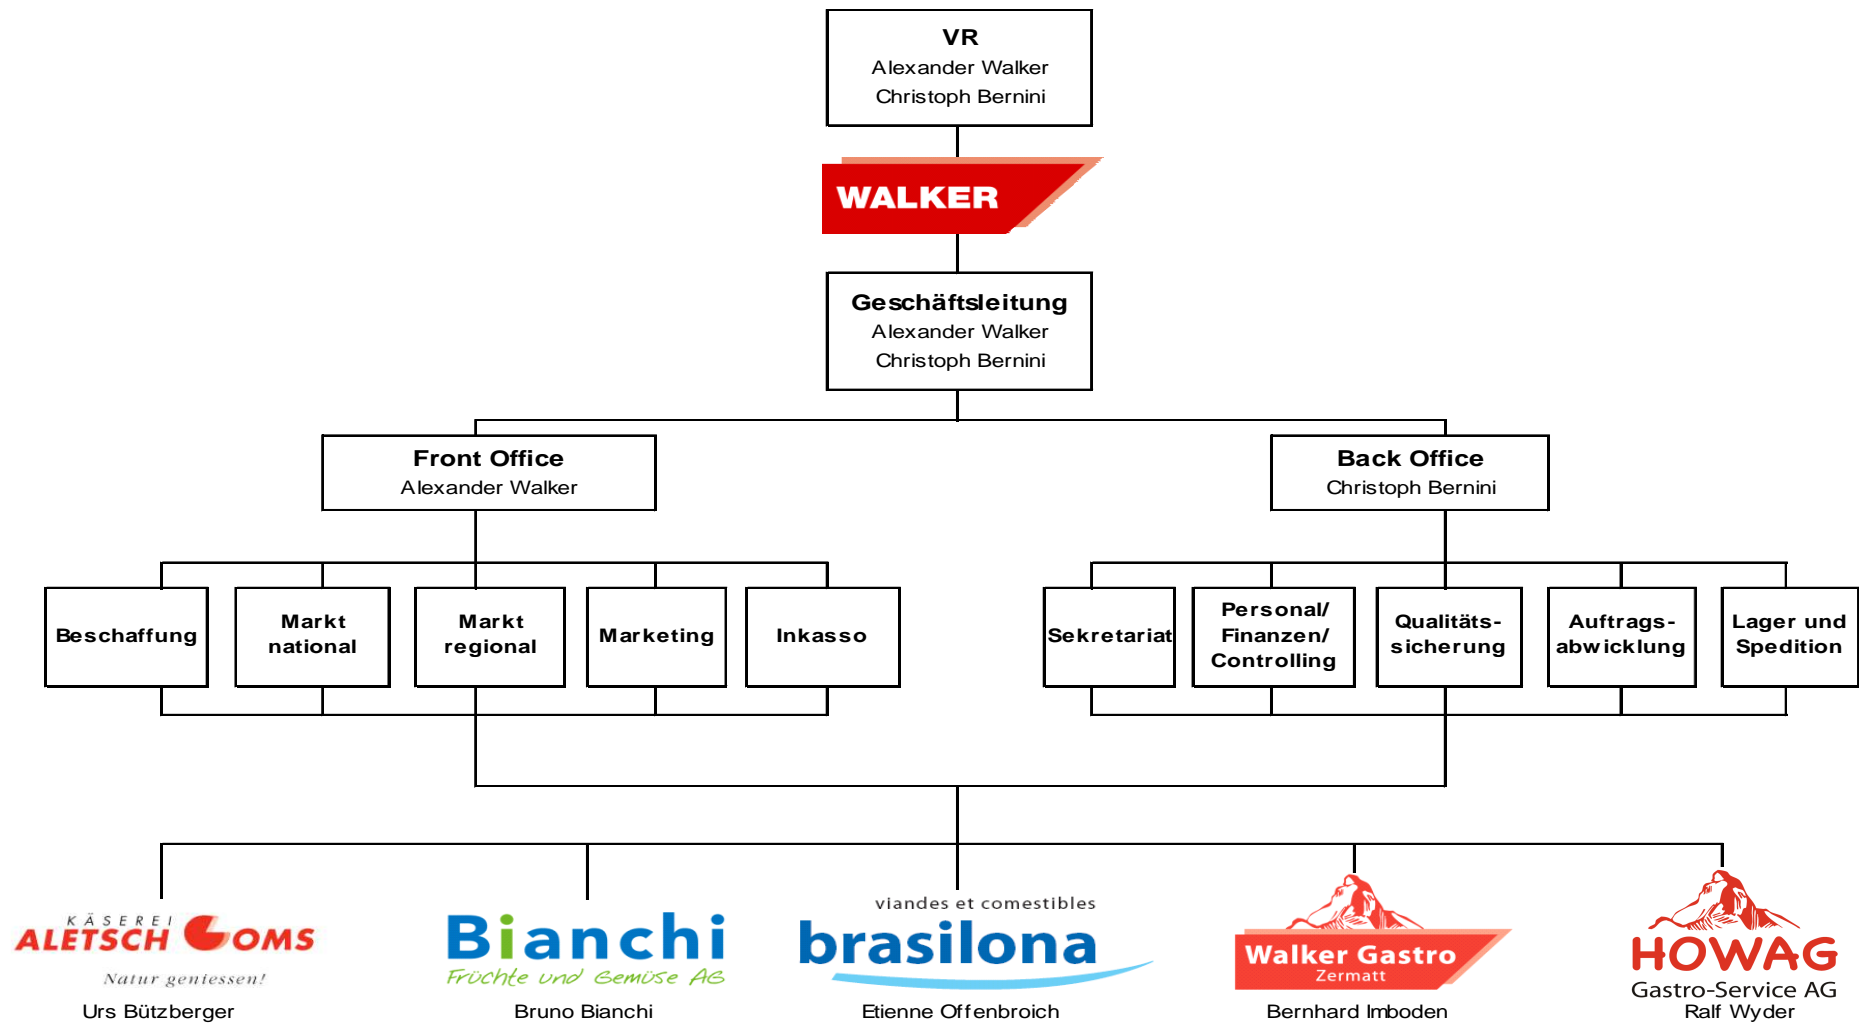 VR
Alexander Walker
Christoph Bernini
WALKER
Geschäftsleitung
Alexander Walker
Christoph Bernini
Front Office
Alexander Walker
Back Office
Christoph Bernini
Beschaffung
Markt
national
Markt
regional
Marketing
Inkasso
Sekretariat
Personal/
Finanzen/
Controlling
Qualitäts-
sicherung
Auftrags-
abwicklung
Lager und
Spedition
KÄSEREI
ALETSCH GOMS
Natur geniessen!
Urs Bützberger
Bianchi
Früchte und Gemüse AG
Bruno Bianchi
viandes et comestibles
brasilona
Etienne Offenbroich
Walker Gastro
Zermatt
Bernhard Imboden
HOWAG
Gastro-Service AG
Ralf Wyder